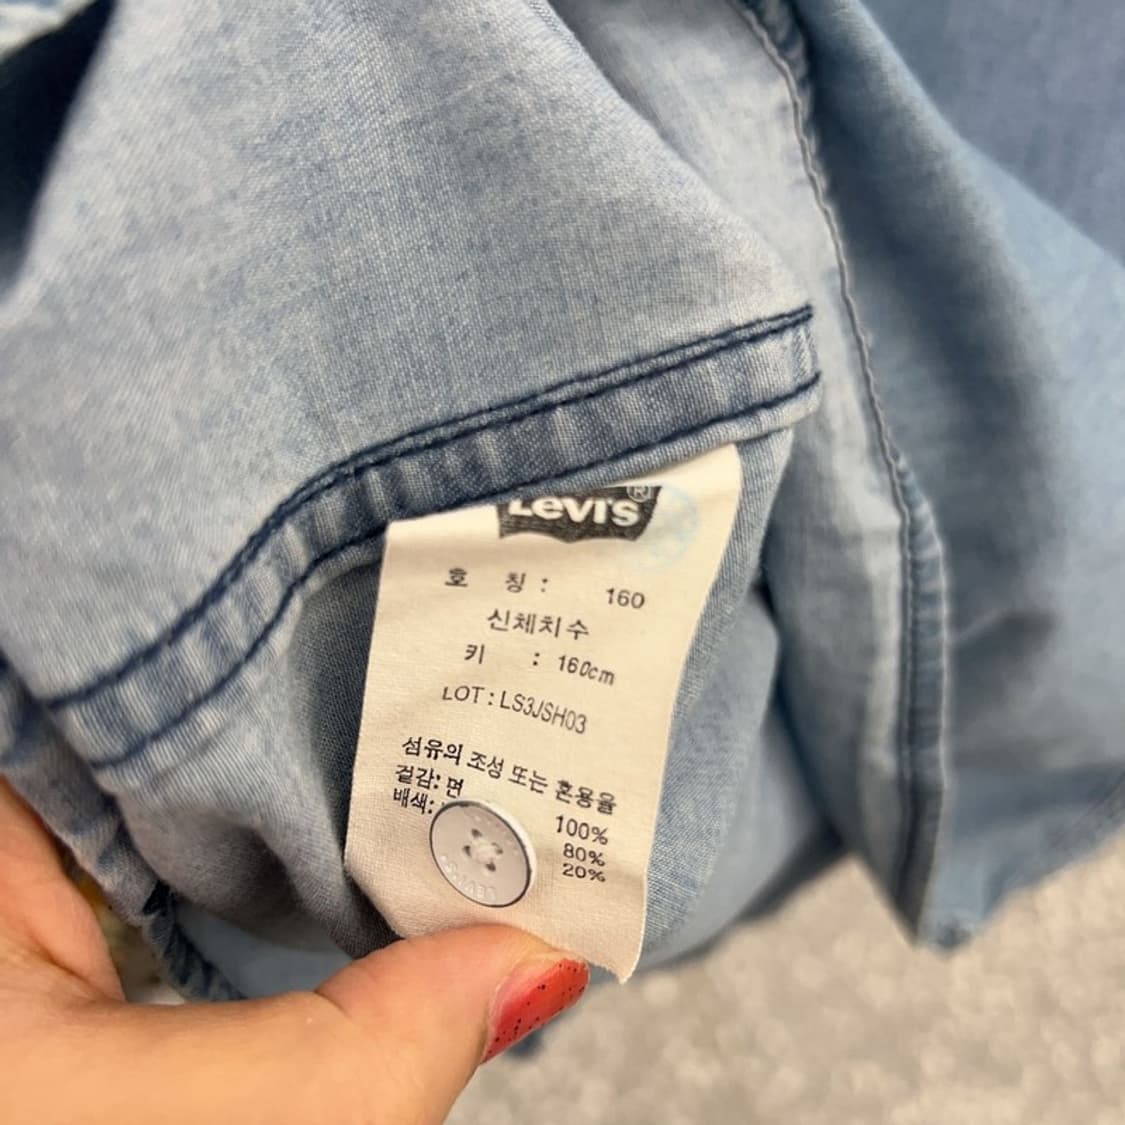 Levi's ®
호 칭 : 160
신체치수
키 : 160cm
LOT : LS3JSH03
섬유의 조성 또는 혼용율
겉감: 면 100%
배색: 80%
20%